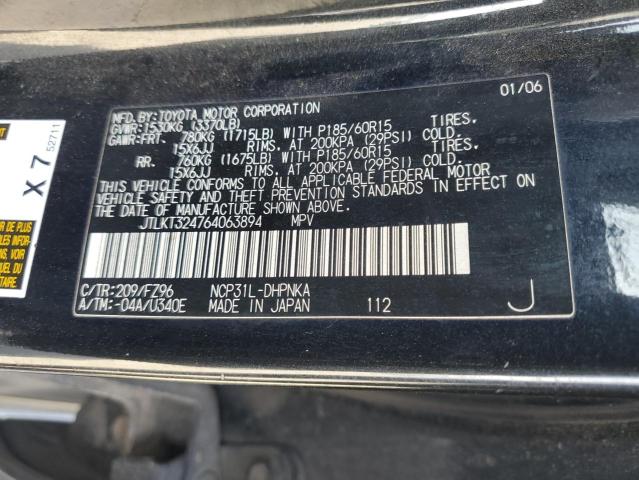 01/06
MFD.BY:TOYOTA MOTOR CORPORATION
GVWR:1530KG (3370LB)
GAWR-FRT. 780KG (1715LB) WITH P185/60R15 TIRES.
15X6JJ RIMS. AT 200KPA (29PSI) COLD.
RR. 760KG (1675LB) WITH P185/60R15 TIRES.
15X6JJ RIMS. AT 200KPA (29PSI) COLD.
THIS VEHICLE CONFORMS TO ALL APPLICABLE FEDERAL MOTOR
VEHICLE SAFETY AND THEFT PREVENTION STANDARDS IN EFFECT ON
THE DATE OF MANUFACTURE SHOWN ABOVE.
JTLKT324764063894 MPV
C/TR:209/FZ96 NCP31L-DHPNKA
A/TM:-04A/U340E MADE IN JAPAN 112 J
X 7
52711